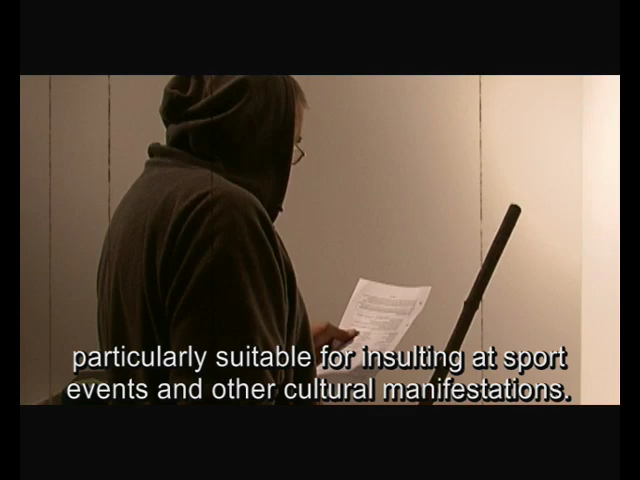 particularly suitable for insulting at sport
events and other cultural manifestations.